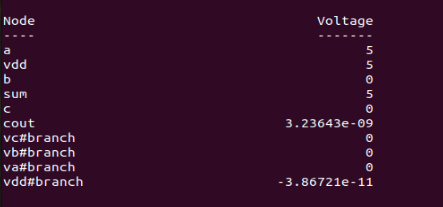 Node Voltage
---- -------
a 5
vdd 5
b 0
sum 5
c 0
cout 3.23643e-09
vc#branch 0
vb#branch 0
va#branch 0
vdd#branch -3.86721e-11